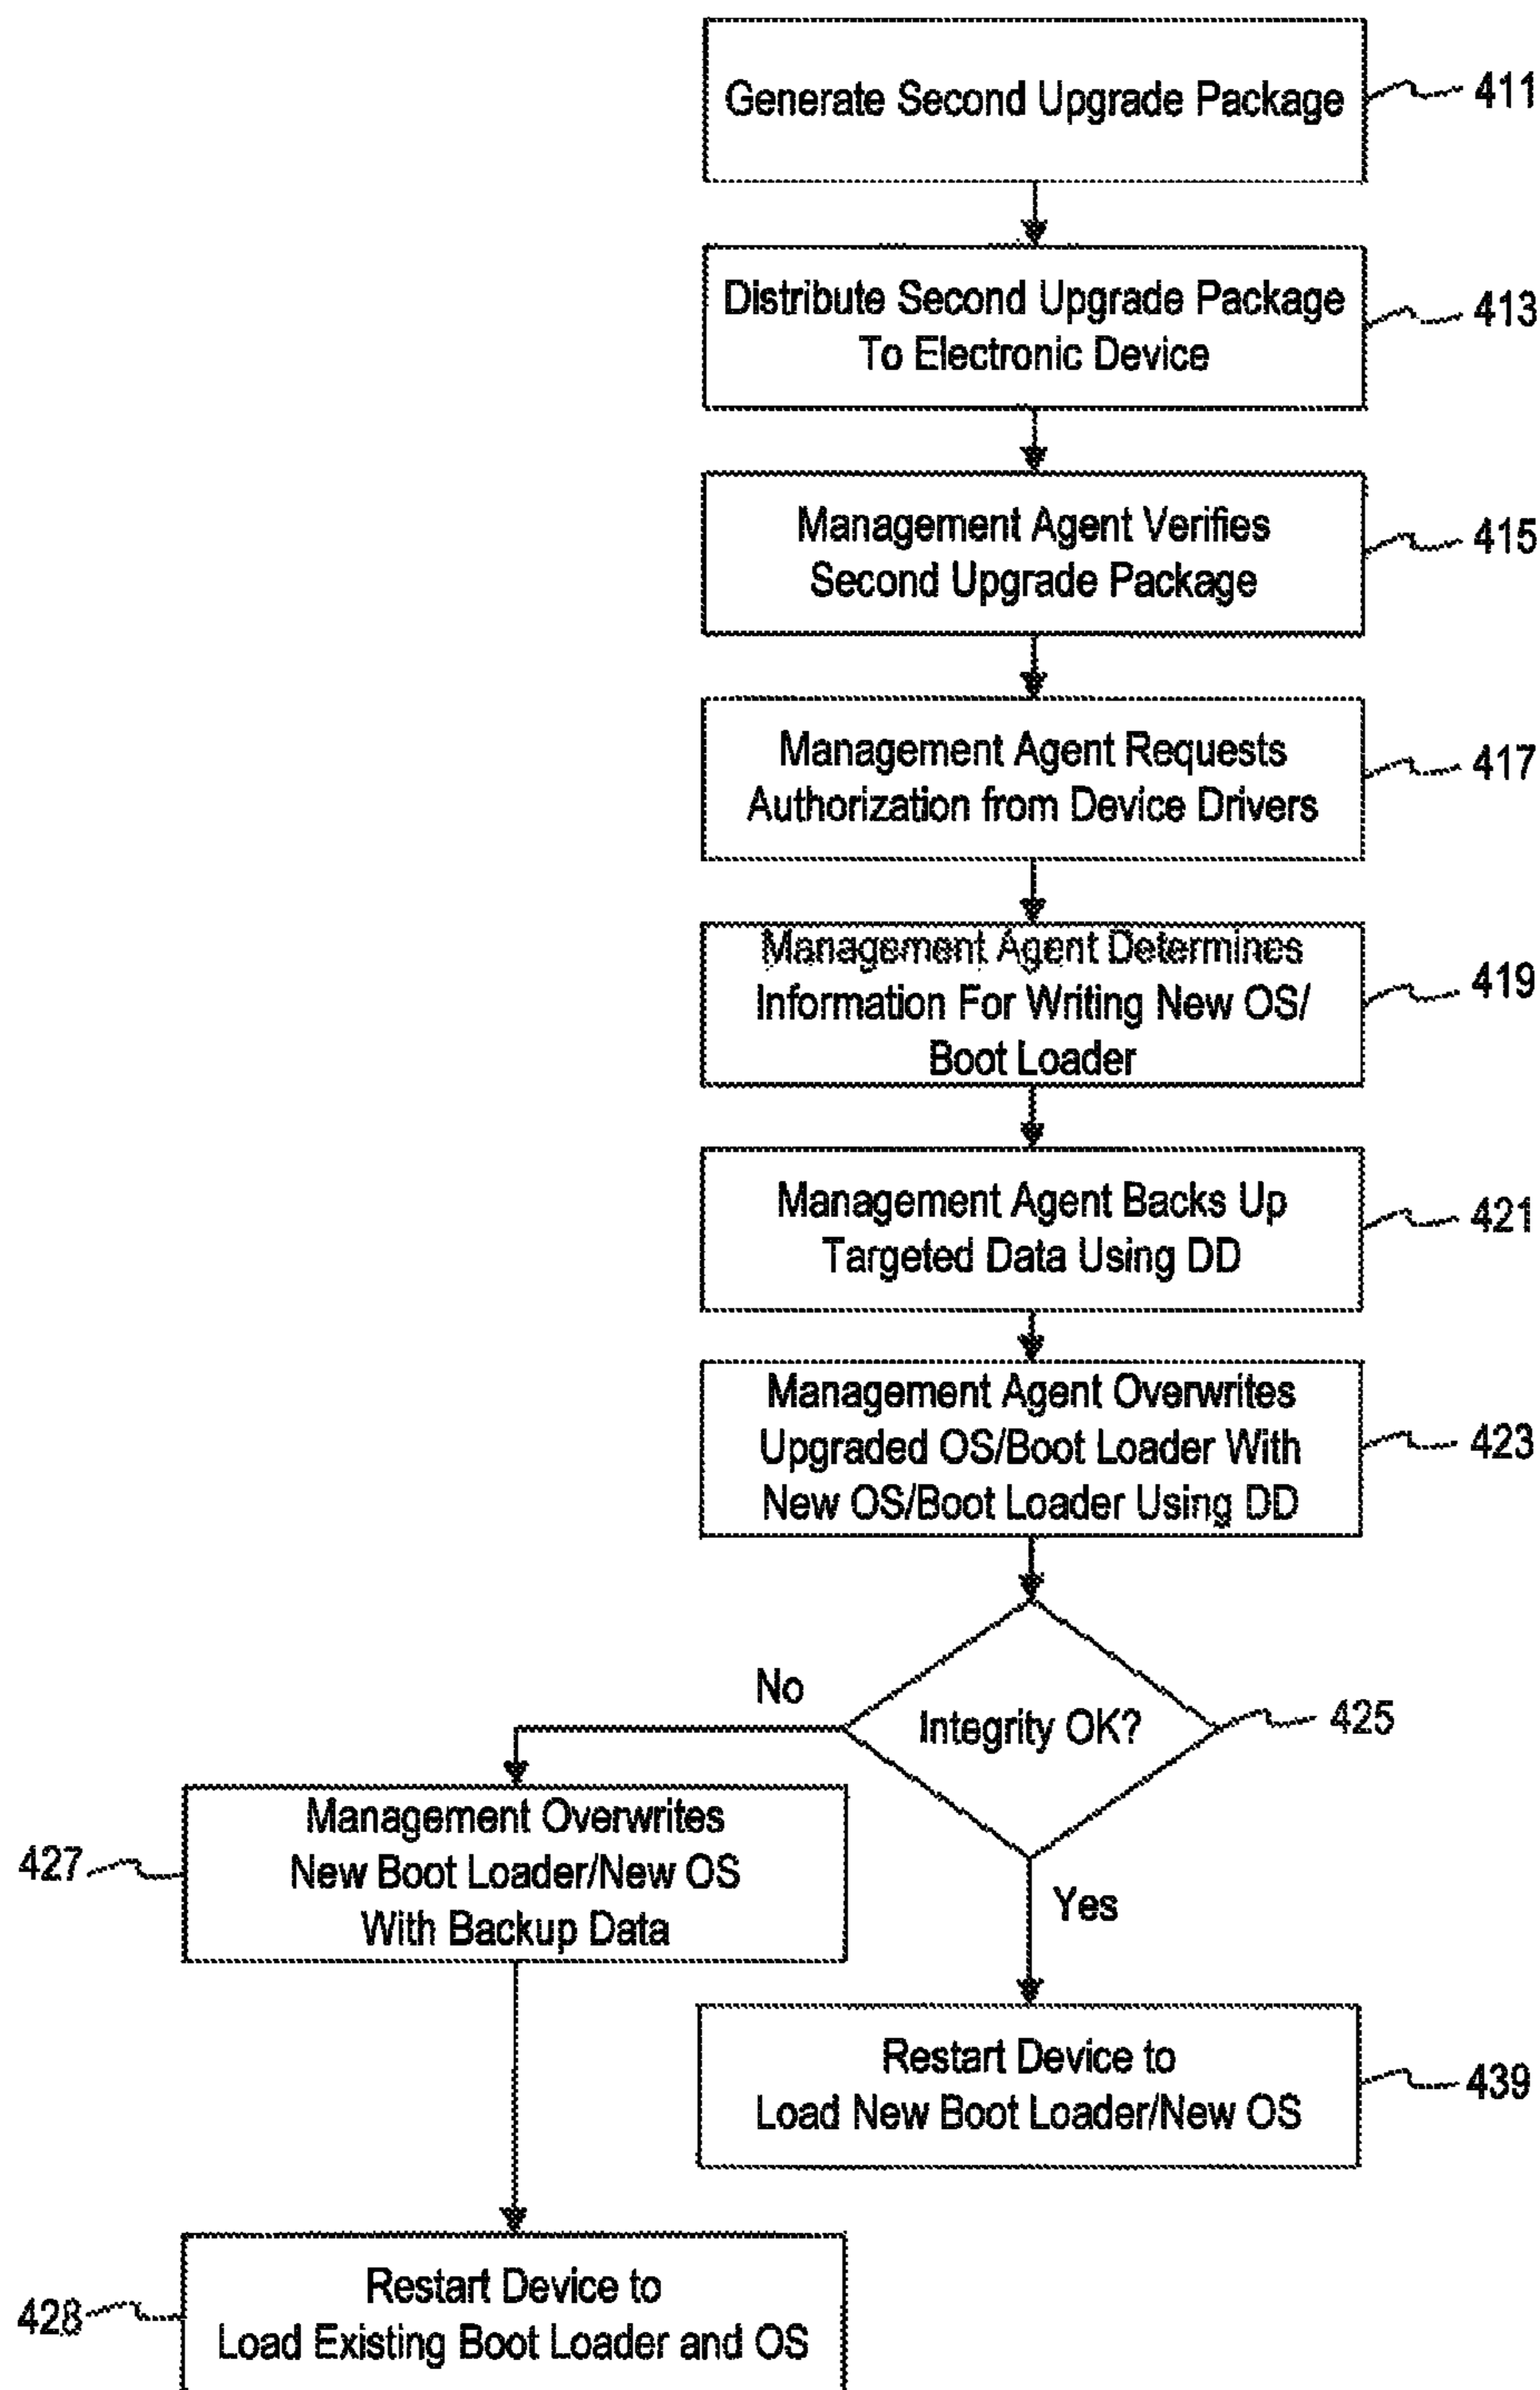 Generate Second Upgrade Package
411
Distribute Second Upgrade Package
To Electronic Device
413
Management Agent Verifies
Second Upgrade Package
415
Management Agent Requests
Authorization from Device Drivers
417
Management Agent Determines
Information For Writing New OS/
Boot Loader
419
Management Agent Backs Up
Targeted Data Using DD
421
Management Agent Overwrites
Upgraded OS/Boot Loader With
New OS/Boot Loader Using DD
423
Integrity OK?
425
No
Yes
Management Overwrites
New Boot Loader/New OS
With Backup Data
427
Restart Device to
Load New Boot Loader/New OS
439
Restart Device to
Load Existing Boot Loader and OS
428